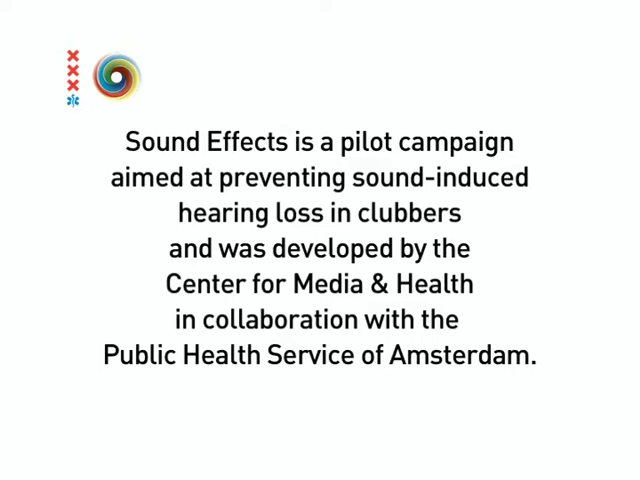 Sound Effects is a pilot campaign
aimed at preventing sound-induced
hearing loss in clubbers
and was developed by the
Center for Media & Health
in collaboration with the
Public Health Service of Amsterdam.